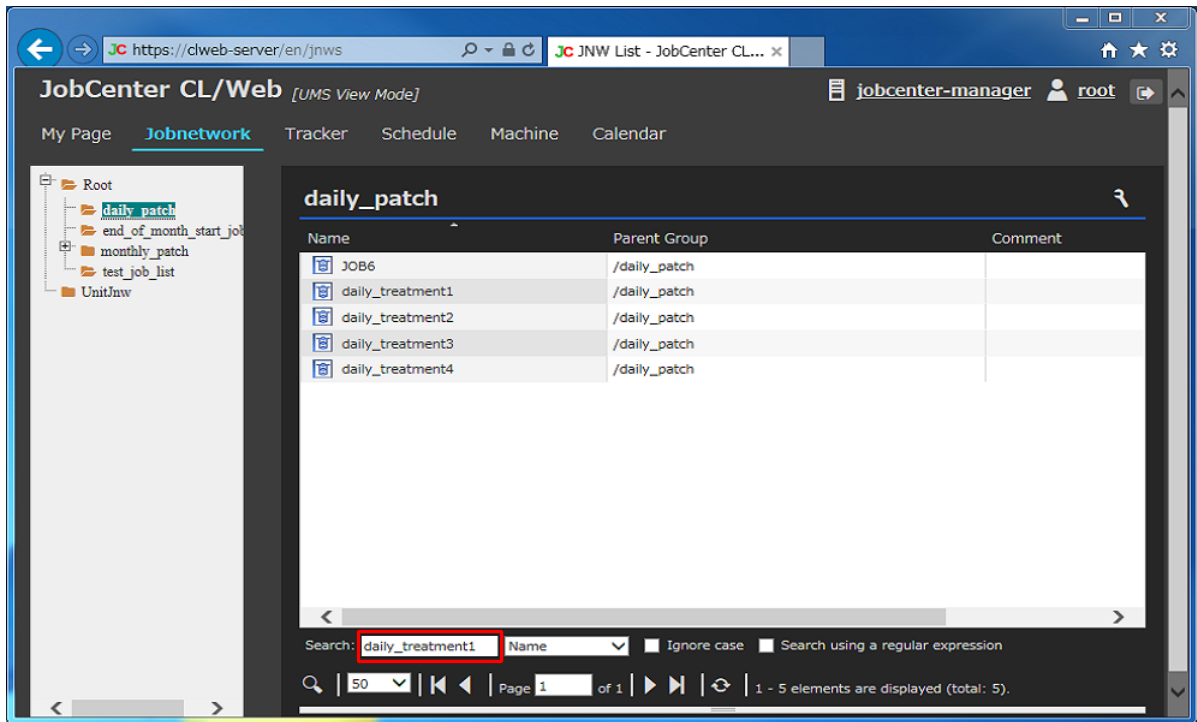 JC https://clweb-server/en/jnws JC JNW List - JobCenter CL...
JobCenter CL/Web [UMS View Mode] jobcenter-manager root
My Page Jobnetwork Tracker Schedule Machine Calendar
Root
daily_patch
end_of_month_start_job
monthly_patch
test_job_list
UnitJnw
daily_patch
Name Parent Group Comment
JOB6 /daily_patch
daily_treatment1 /daily_patch
daily_treatment2 /daily_patch
daily_treatment3 /daily_patch
daily_treatment4 /daily_patch
Search: daily_treatment1 Name Ignore case Search using a regular expression
50 Page 1 of 1 1 - 5 elements are displayed (total: 5).